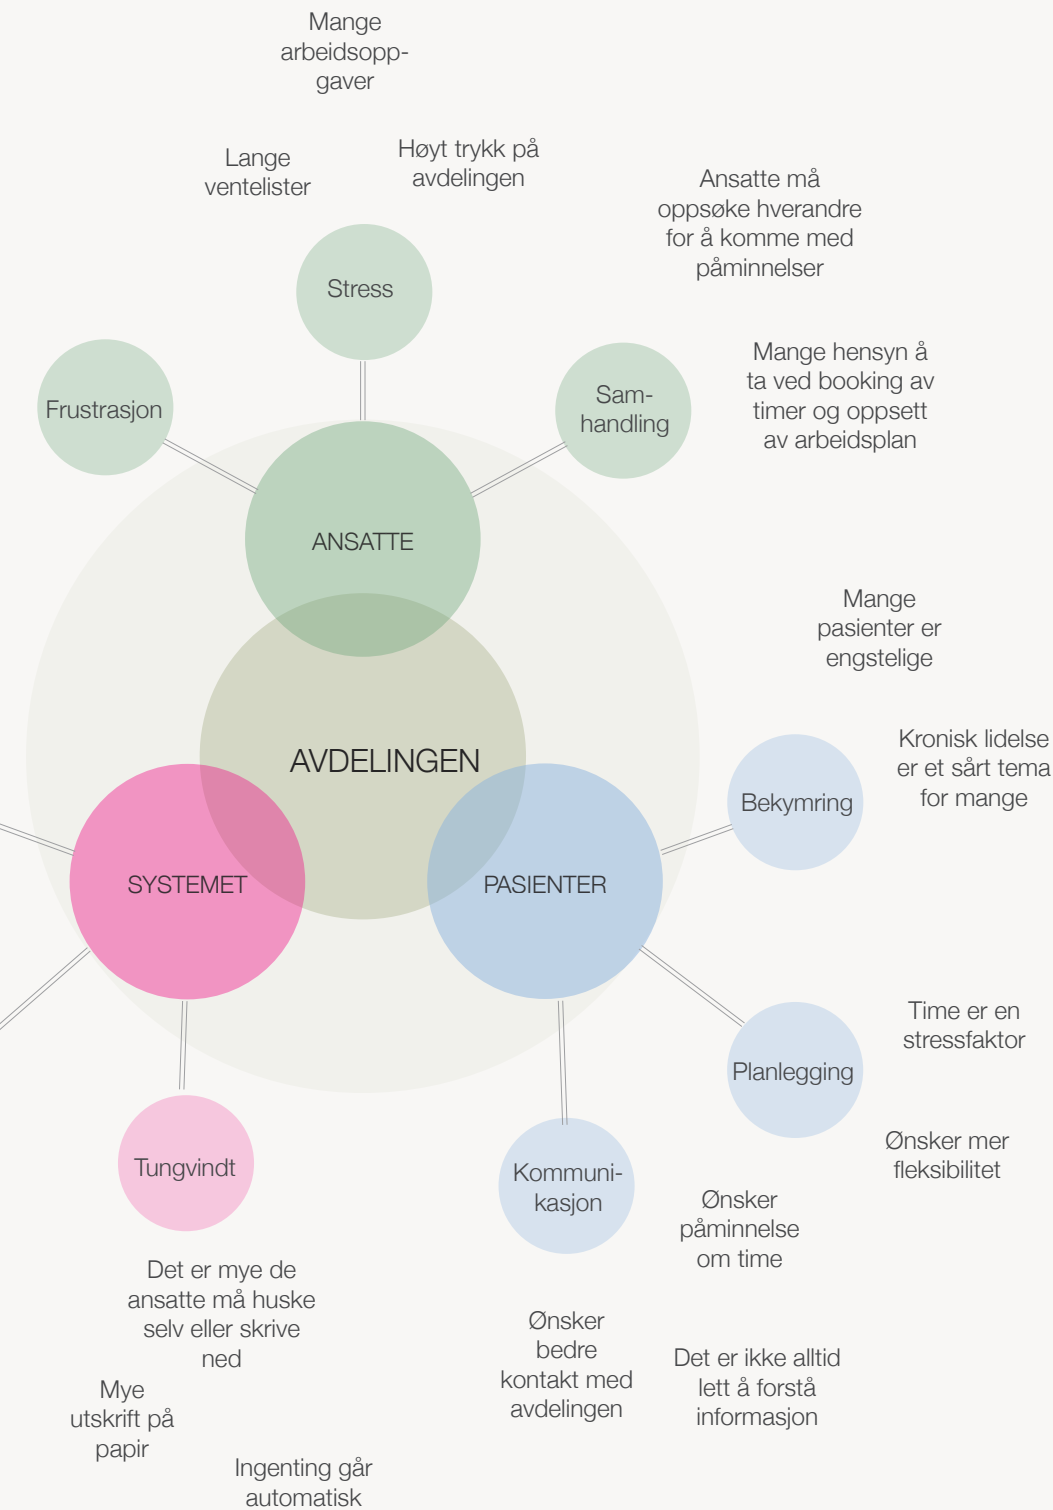 Mange
arbeidsopp-
gaver
Lange
ventelister
Høyt trykk på
avdelingen
Ansatte må
oppsøke hverandre
for å komme med
påminnelser
Stress
Frustrasjon
Sam-
handling
Mange hensyn å
ta ved booking av
timer og oppsett
av arbeidsplan
ANSATTE
Mange
pasienter er
engstelige
AVDELINGEN
Kronisk lidelse
er et sårt tema
for mange
Bekymring
SYSTEMET
PASIENTER
Time er en
stressfaktor
Planlegging
Ønsker mer
fleksibilitet
Tungvindt
Kommuni-
kasjon
Ønsker
påminnelse
om time
Det er mye de
ansatte må huske
selv eller skrive
ned
Ønsker
bedre
kontakt med
avdelingen
Det er ikke alltid
lett å forstå
informasjon
Mye
utskrift på
papir
Ingenting går
automatisk